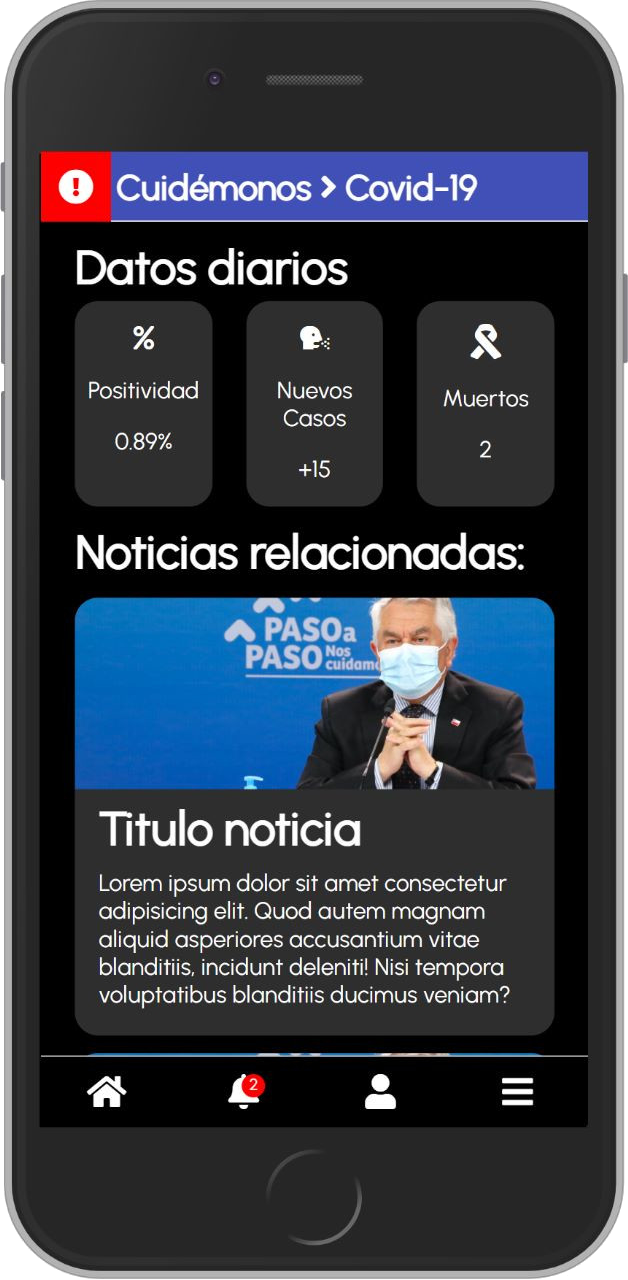 Cuidémonos > Covid-19
Datos diarios
%
Positividad
0.89%
Nuevos
Casos
+15
Muertos
2
Noticias relacionadas:
PASO a
PASO Nos
cuidamo
Titulo noticia
Lorem ipsum dolor sit amet consectetur
adipisicing elit. Quod autem magnam
aliquid asperiores accusantium vitae
blanditiis, incidunt deleniti! Nisi tempora
voluptatibus blanditiis ducimus veniam?
2